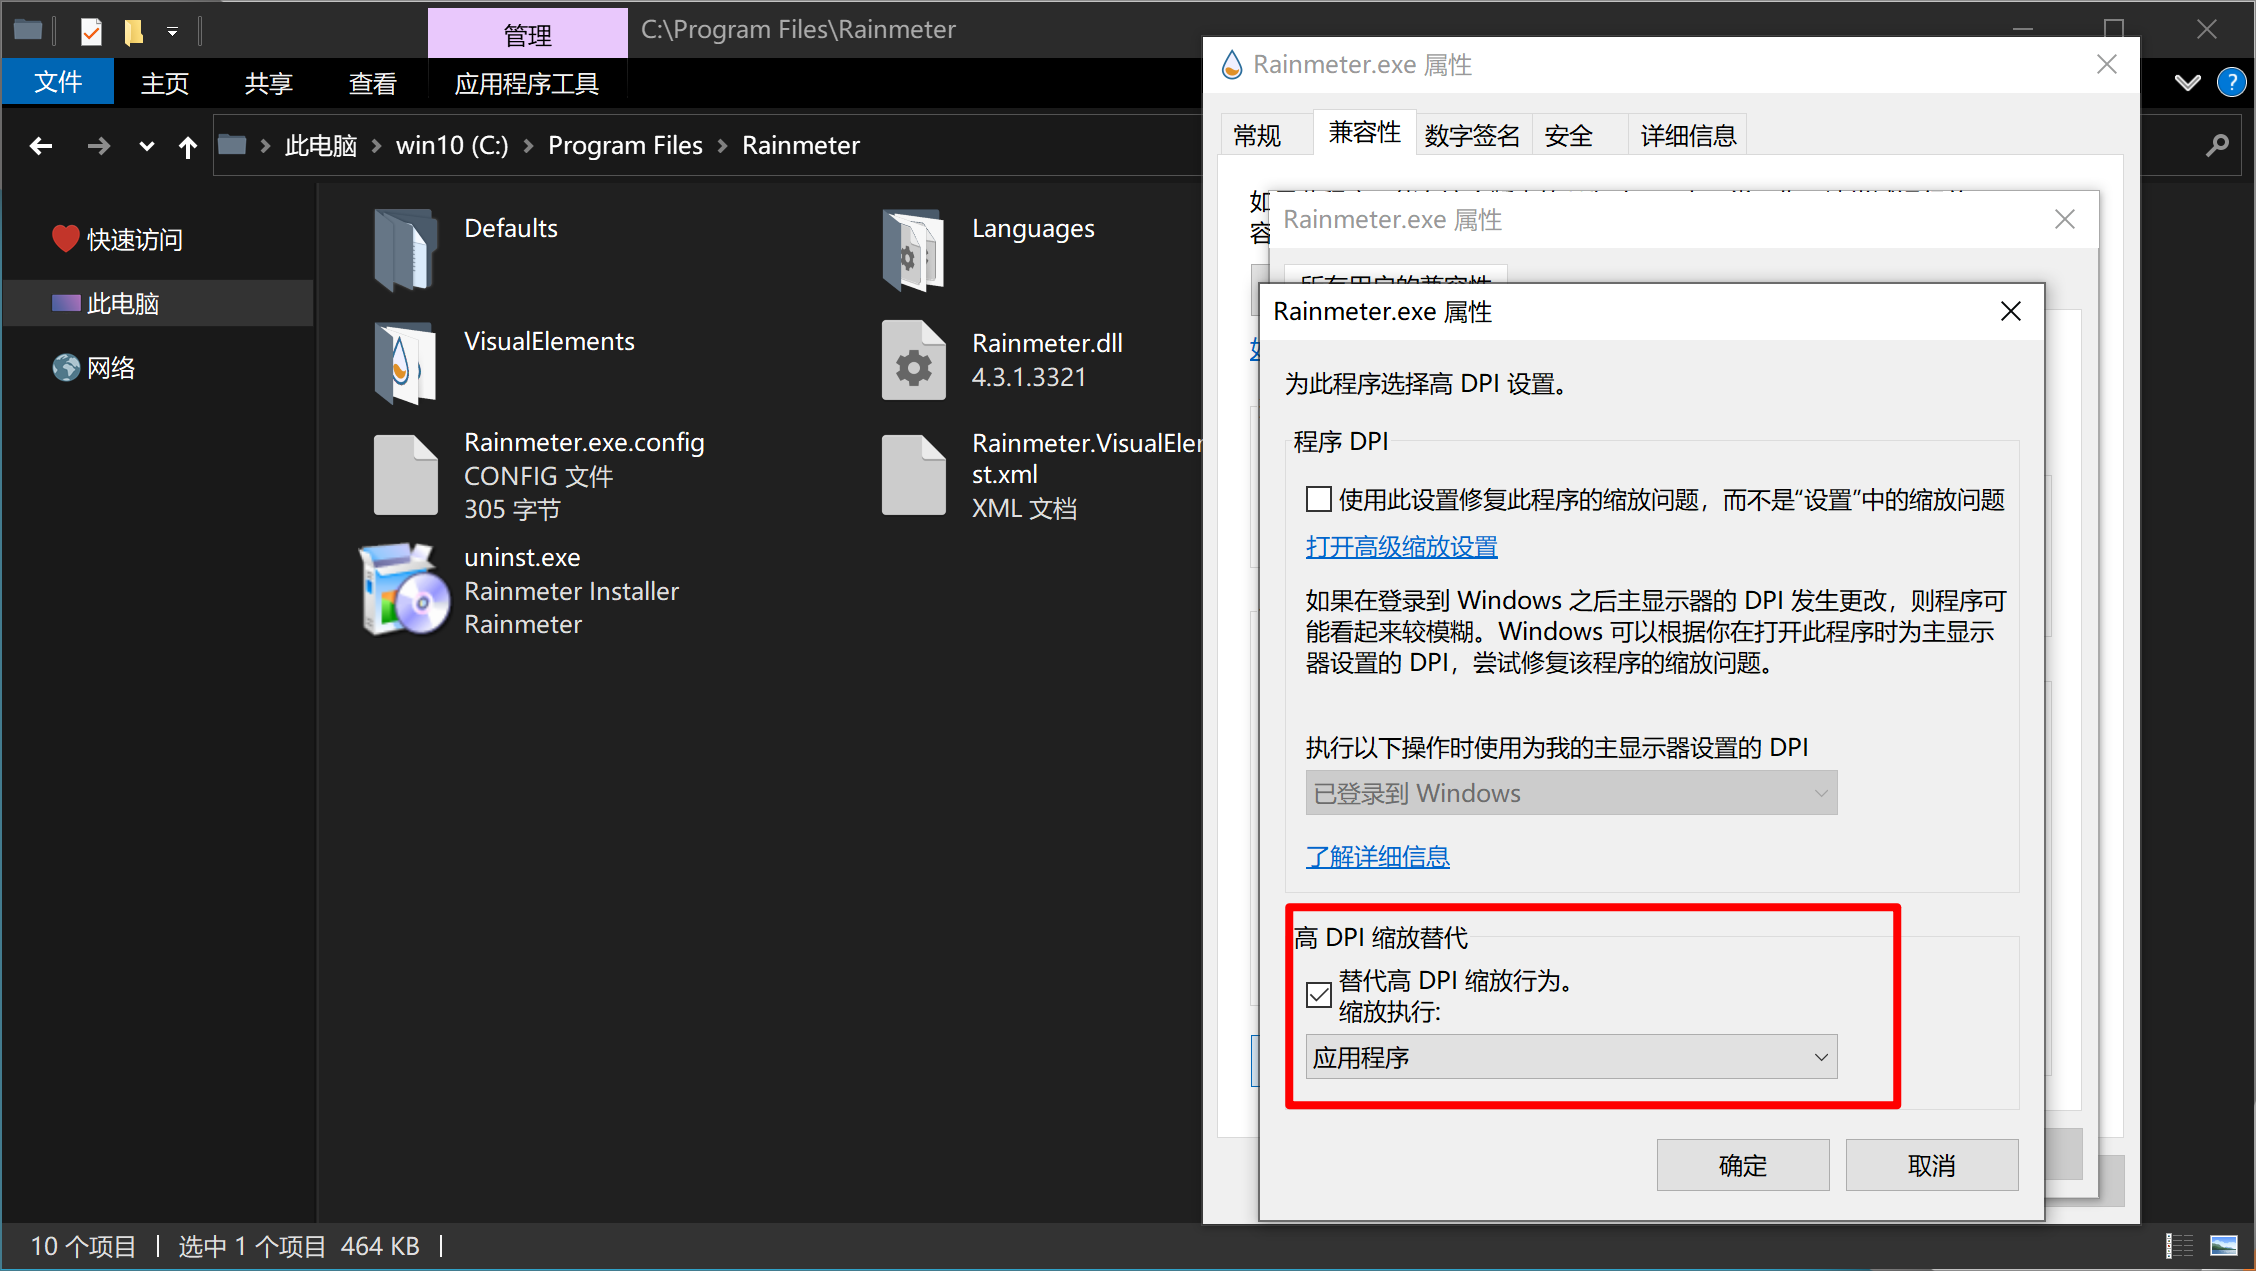 管理
C:\Program Files\Rainmeter
文件
主页
共享
查看
应用程序工具
此电脑
win10 (C:)
Program Files
Rainmeter
快速访问
此电脑
网络
Defaults
Languages
VisualElements
Rainmeter.dll
4.3.1.3321
Rainmeter.exe.config
CONFIG 文件
305 字节
Rainmeter.VisualEler
st.xml
XML 文档
uninst.exe
Rainmeter Installer
Rainmeter
10 个项目
选中 1 个项目 464 KB
Rainmeter.exe 属性
常规
兼容性
数字签名
安全
详细信息
如
容
Rainmeter.exe 属性
所有用户的兼容性
Rainmeter.exe 属性
为此程序选择高 DPI 设置。
程序 DPI
使用此设置修复此程序的缩放问题，而不是“设置”中的缩放问题
打开高级缩放设置
如果在登录到 Windows 之后主显示器的 DPI 发生更改，则程序可
能看起来较模糊。Windows 可以根据你在打开此程序时为主显示
器设置的 DPI，尝试修复该程序的缩放问题。
执行以下操作时使用为我的主显示器设置的 DPI
已登录到 Windows
了解详细信息
高 DPI 缩放替代
替代高 DPI 缩放行为。
缩放执行:
应用程序
确定
取消